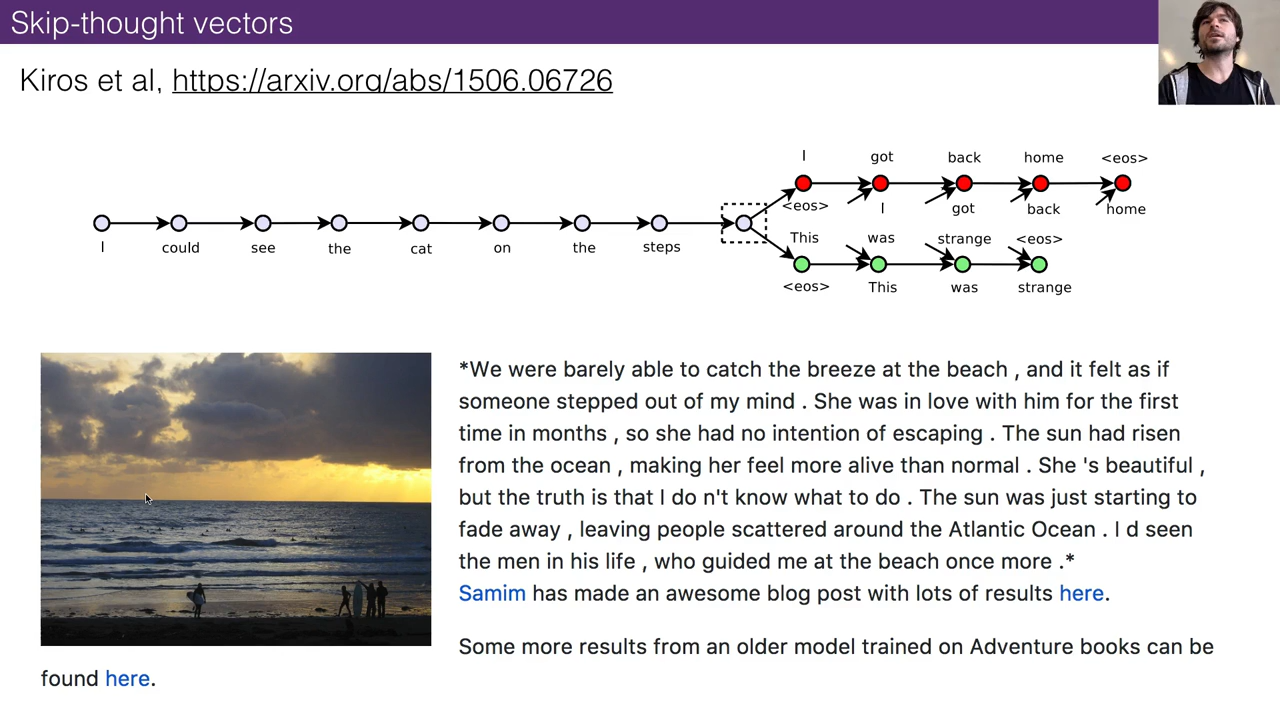 Skip-thought vectors
Kiros et al, https://arxiv.org/abs/1506.06726
I got back home <eos>
<eos> I got back home
I could see the cat on the steps
This was strange <eos>
<eos> This was strange
*We were barely able to catch the breeze at the beach , and it felt as if
someone stepped out of my mind . She was in love with him for the first
time in months , so she had no intention of escaping . The sun had risen
from the ocean , making her feel more alive than normal . She 's beautiful ,
but the truth is that I do n't know what to do . The sun was just starting to
fade away , leaving people scattered around the Atlantic Ocean . I d seen
the men in his life , who guided me at the beach once more .*
Samim has made an awesome blog post with lots of results here.
Some more results from an older model trained on Adventure books can be
found here.